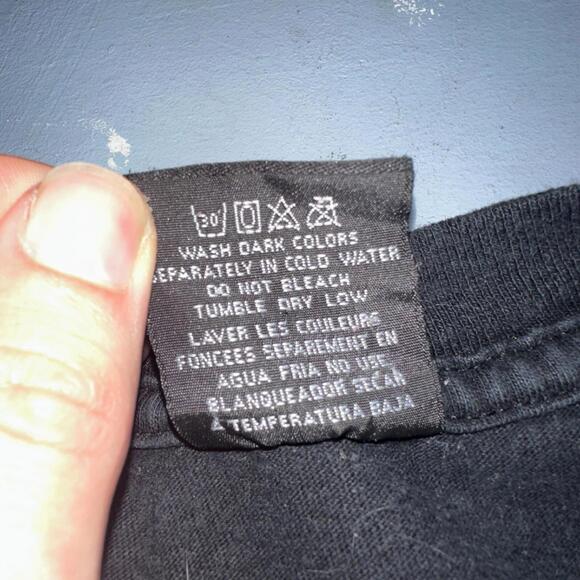 30
WASH DARK COLORS
SEPARATELY IN COLD WATER
DO NOT BLEACH
TUMBLE DRY LOW
LAVER LES COULEURS
FONCEES SEPAREMENT EN
AGUA FRIA NO USE
BLANQUEADOR SECAR
A TEMPERATURA BAJA